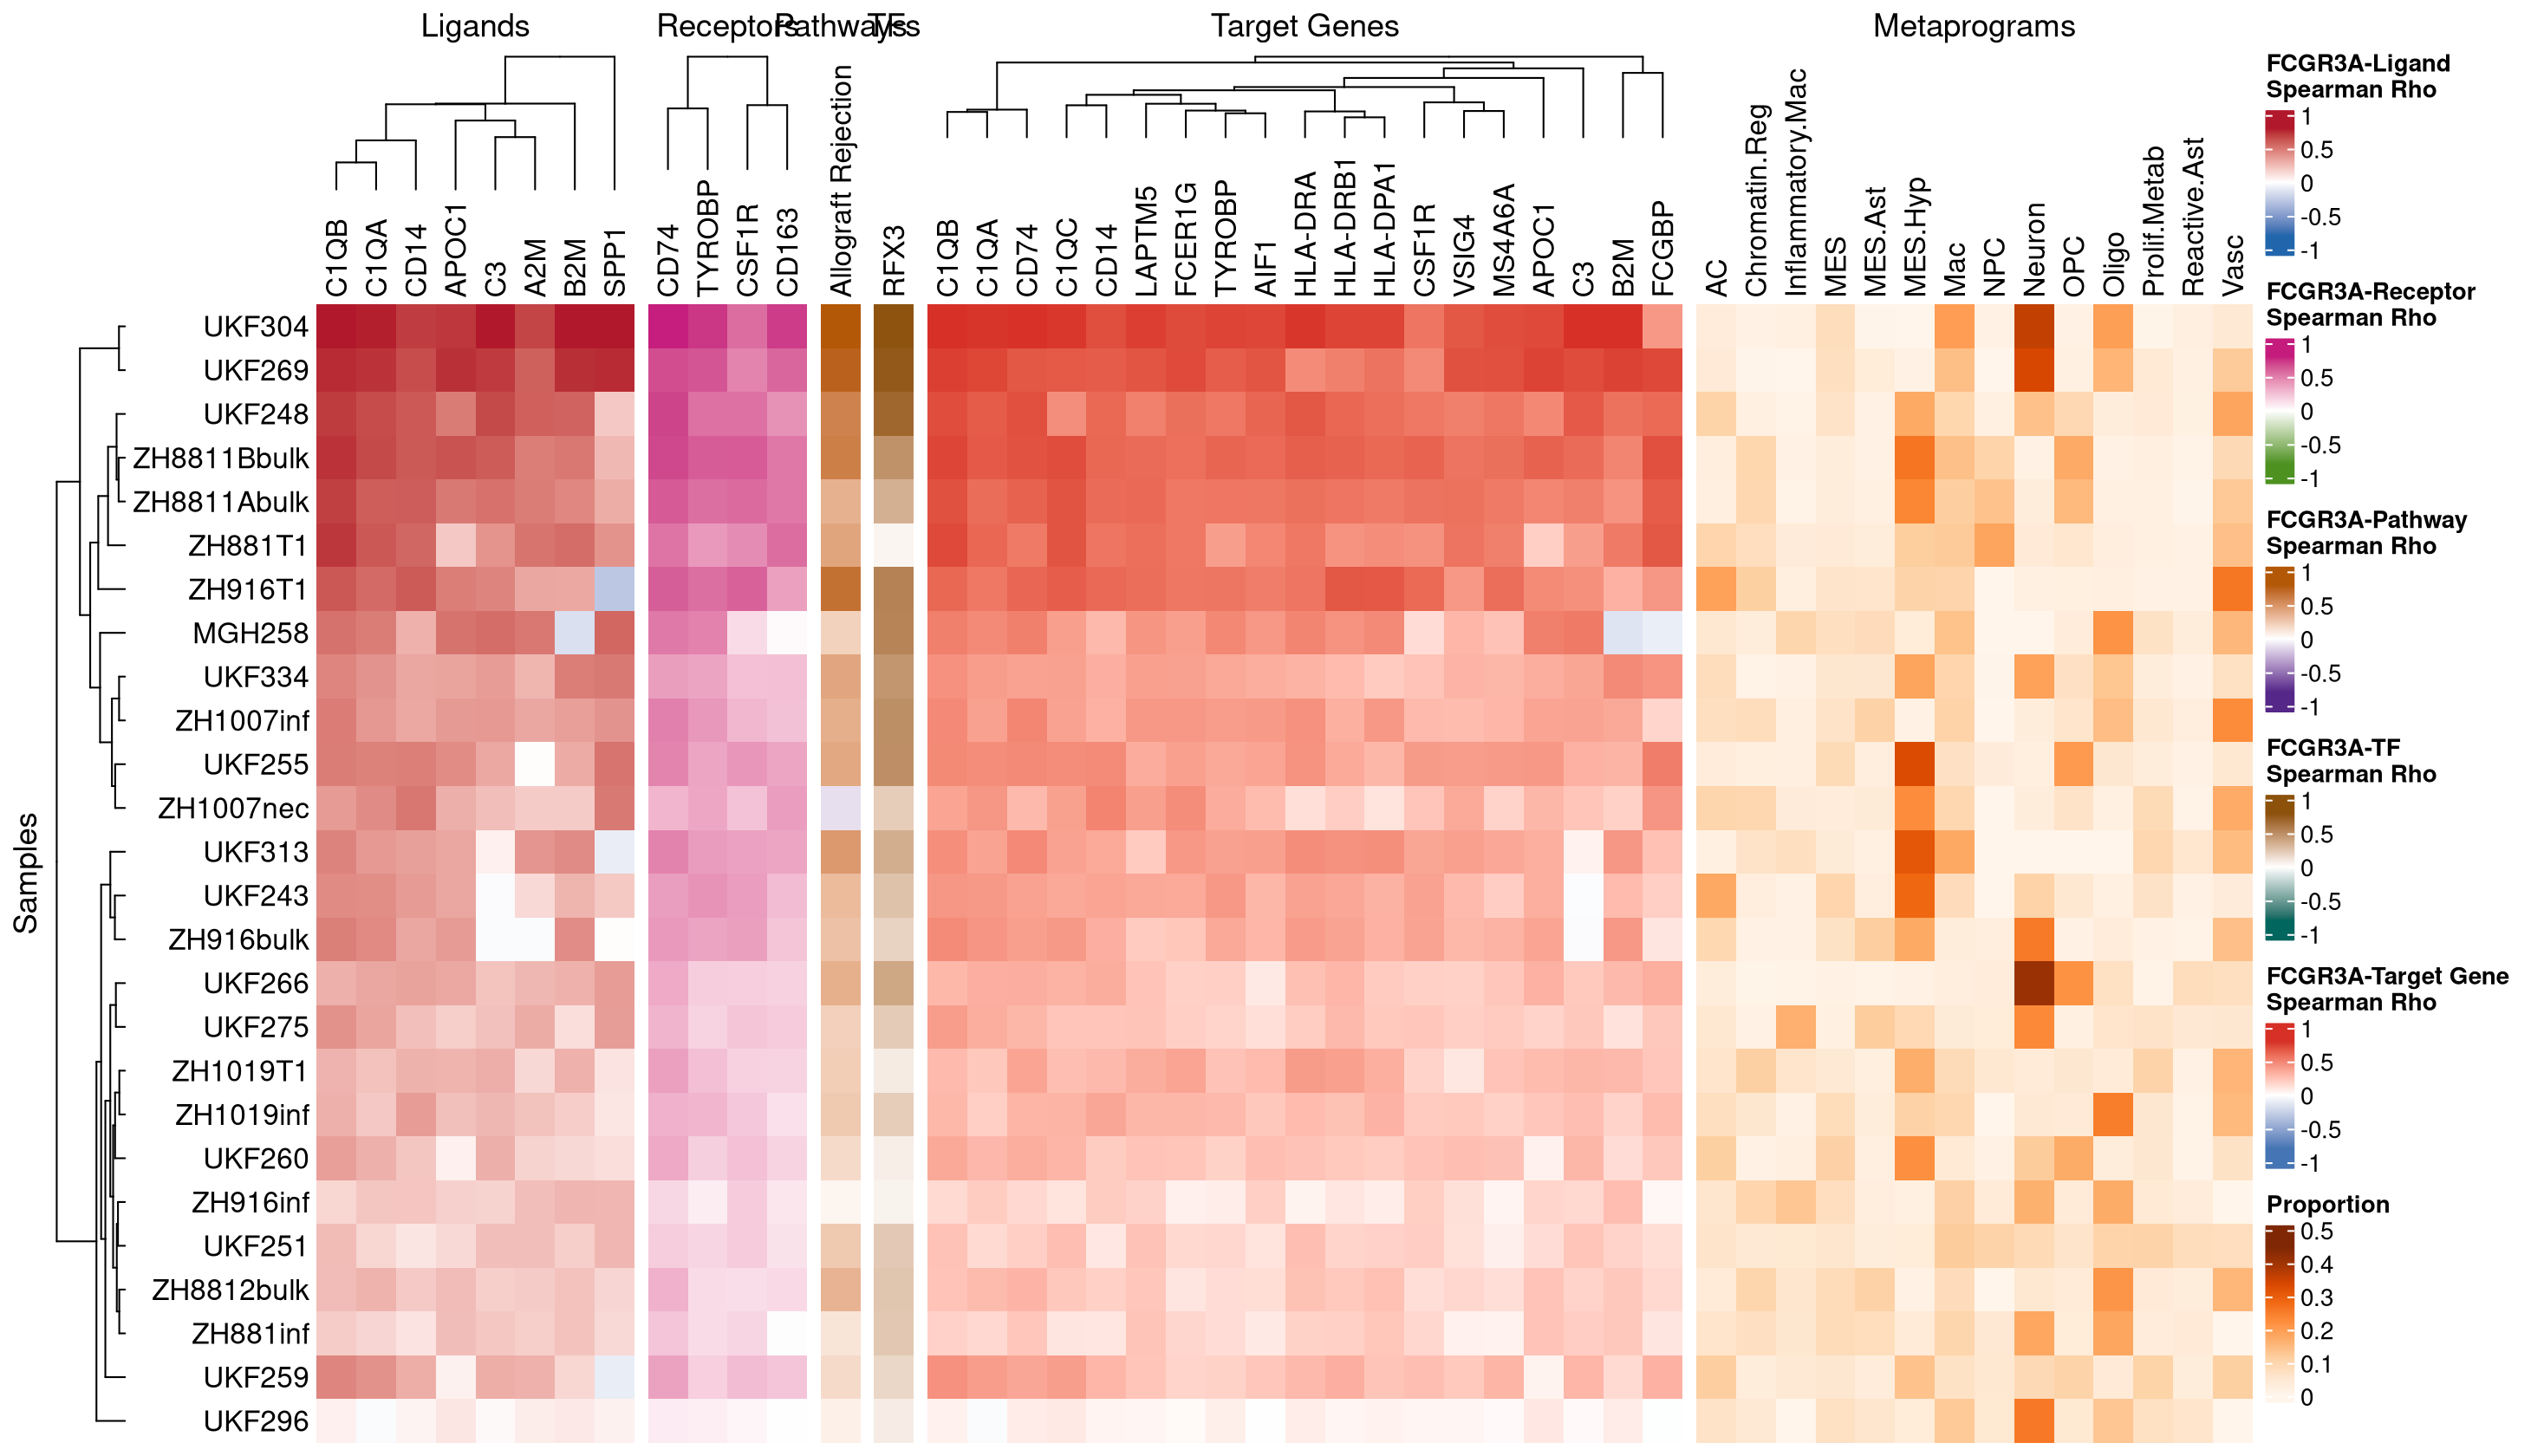 Ligands Receptors Pathways TFs Target Genes Metaprograms
C1QB C1QA CD14 APOC1 C3 A2M B2M SPP1
CD74 TYROBP CSF1R CD163
Allograft Rejection
RFX3
C1QB C1QA CD74 C1QC CD14 LAPTM5 FCER1G TYROBP AIF1 HLA-DRA HLA-DRB1 HLA-DPA1 CSF1R VSIG4 MS4A6A APOC1 C3 B2M FCGBP
AC Chromatin.Reg Inflammatory.Mac MES MES.Ast MES.Hyp Mac NPC Neuron OPC Oligo Prolif.Metab Reactive.Ast Vasc
Samples
UKF304
UKF269
UKF248
ZH8811Bbulk
ZH8811Abulk
ZH881T1
ZH916T1
MGH258
UKF334
ZH1007inf
UKF255
ZH1007nec
UKF313
UKF243
ZH916bulk
UKF266
UKF275
ZH1019T1
ZH1019inf
UKF260
ZH916inf
UKF251
ZH8812bulk
ZH881inf
UKF259
UKF296
FCGR3A-Ligand
Spearman Rho
1
0.5
0
-0.5
-1
FCGR3A-Receptor
Spearman Rho
1
0.5
0
-0.5
-1
FCGR3A-Pathway
Spearman Rho
1
0.5
0
-0.5
-1
FCGR3A-TF
Spearman Rho
1
0.5
0
-0.5
-1
FCGR3A-Target Gene
Spearman Rho
1
0.5
0
-0.5
-1
Proportion
0.5
0.4
0.3
0.2
0.1
0